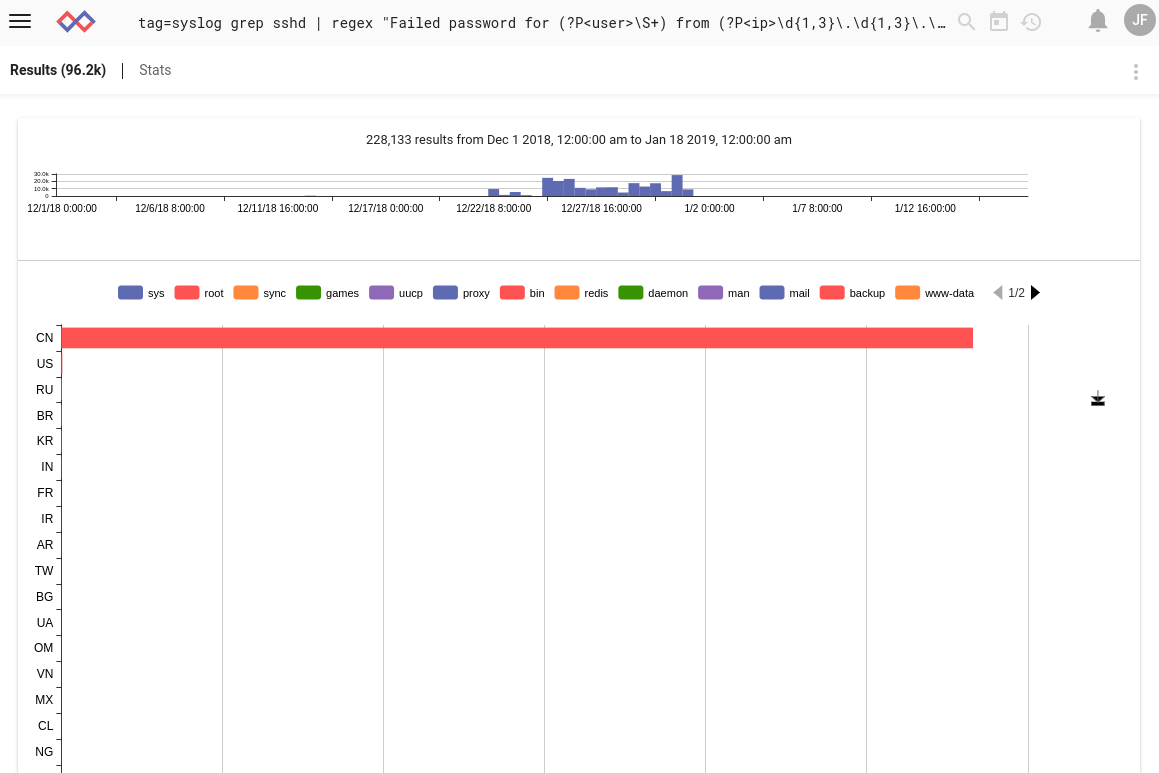 tag=syslog grep sshd | regex "Failed password for (?P<user>\S+) from (?P<ip>\d{1,3}\.\d{1,3}\.\… JF
Results (96.2k) | Stats
228,133 results from Dec 1 2018, 12:00:00 am to Jan 18 2019, 12:00:00 am
30.0k
20.0k
10.0k
0
12/1/18 0:00:00 12/6/18 8:00:00 12/11/18 16:00:00 12/17/18 0:00:00 12/22/18 8:00:00 12/27/18 16:00:00 1/2 0:00:00 1/7 8:00:00 1/12 16:00:00
sys root sync games uucp proxy bin redis daemon man mail backup www-data 1/2
CN
US
RU
BR
KR
IN
FR
IR
AR
TW
BG
UA
OM
VN
MX
CL
NG